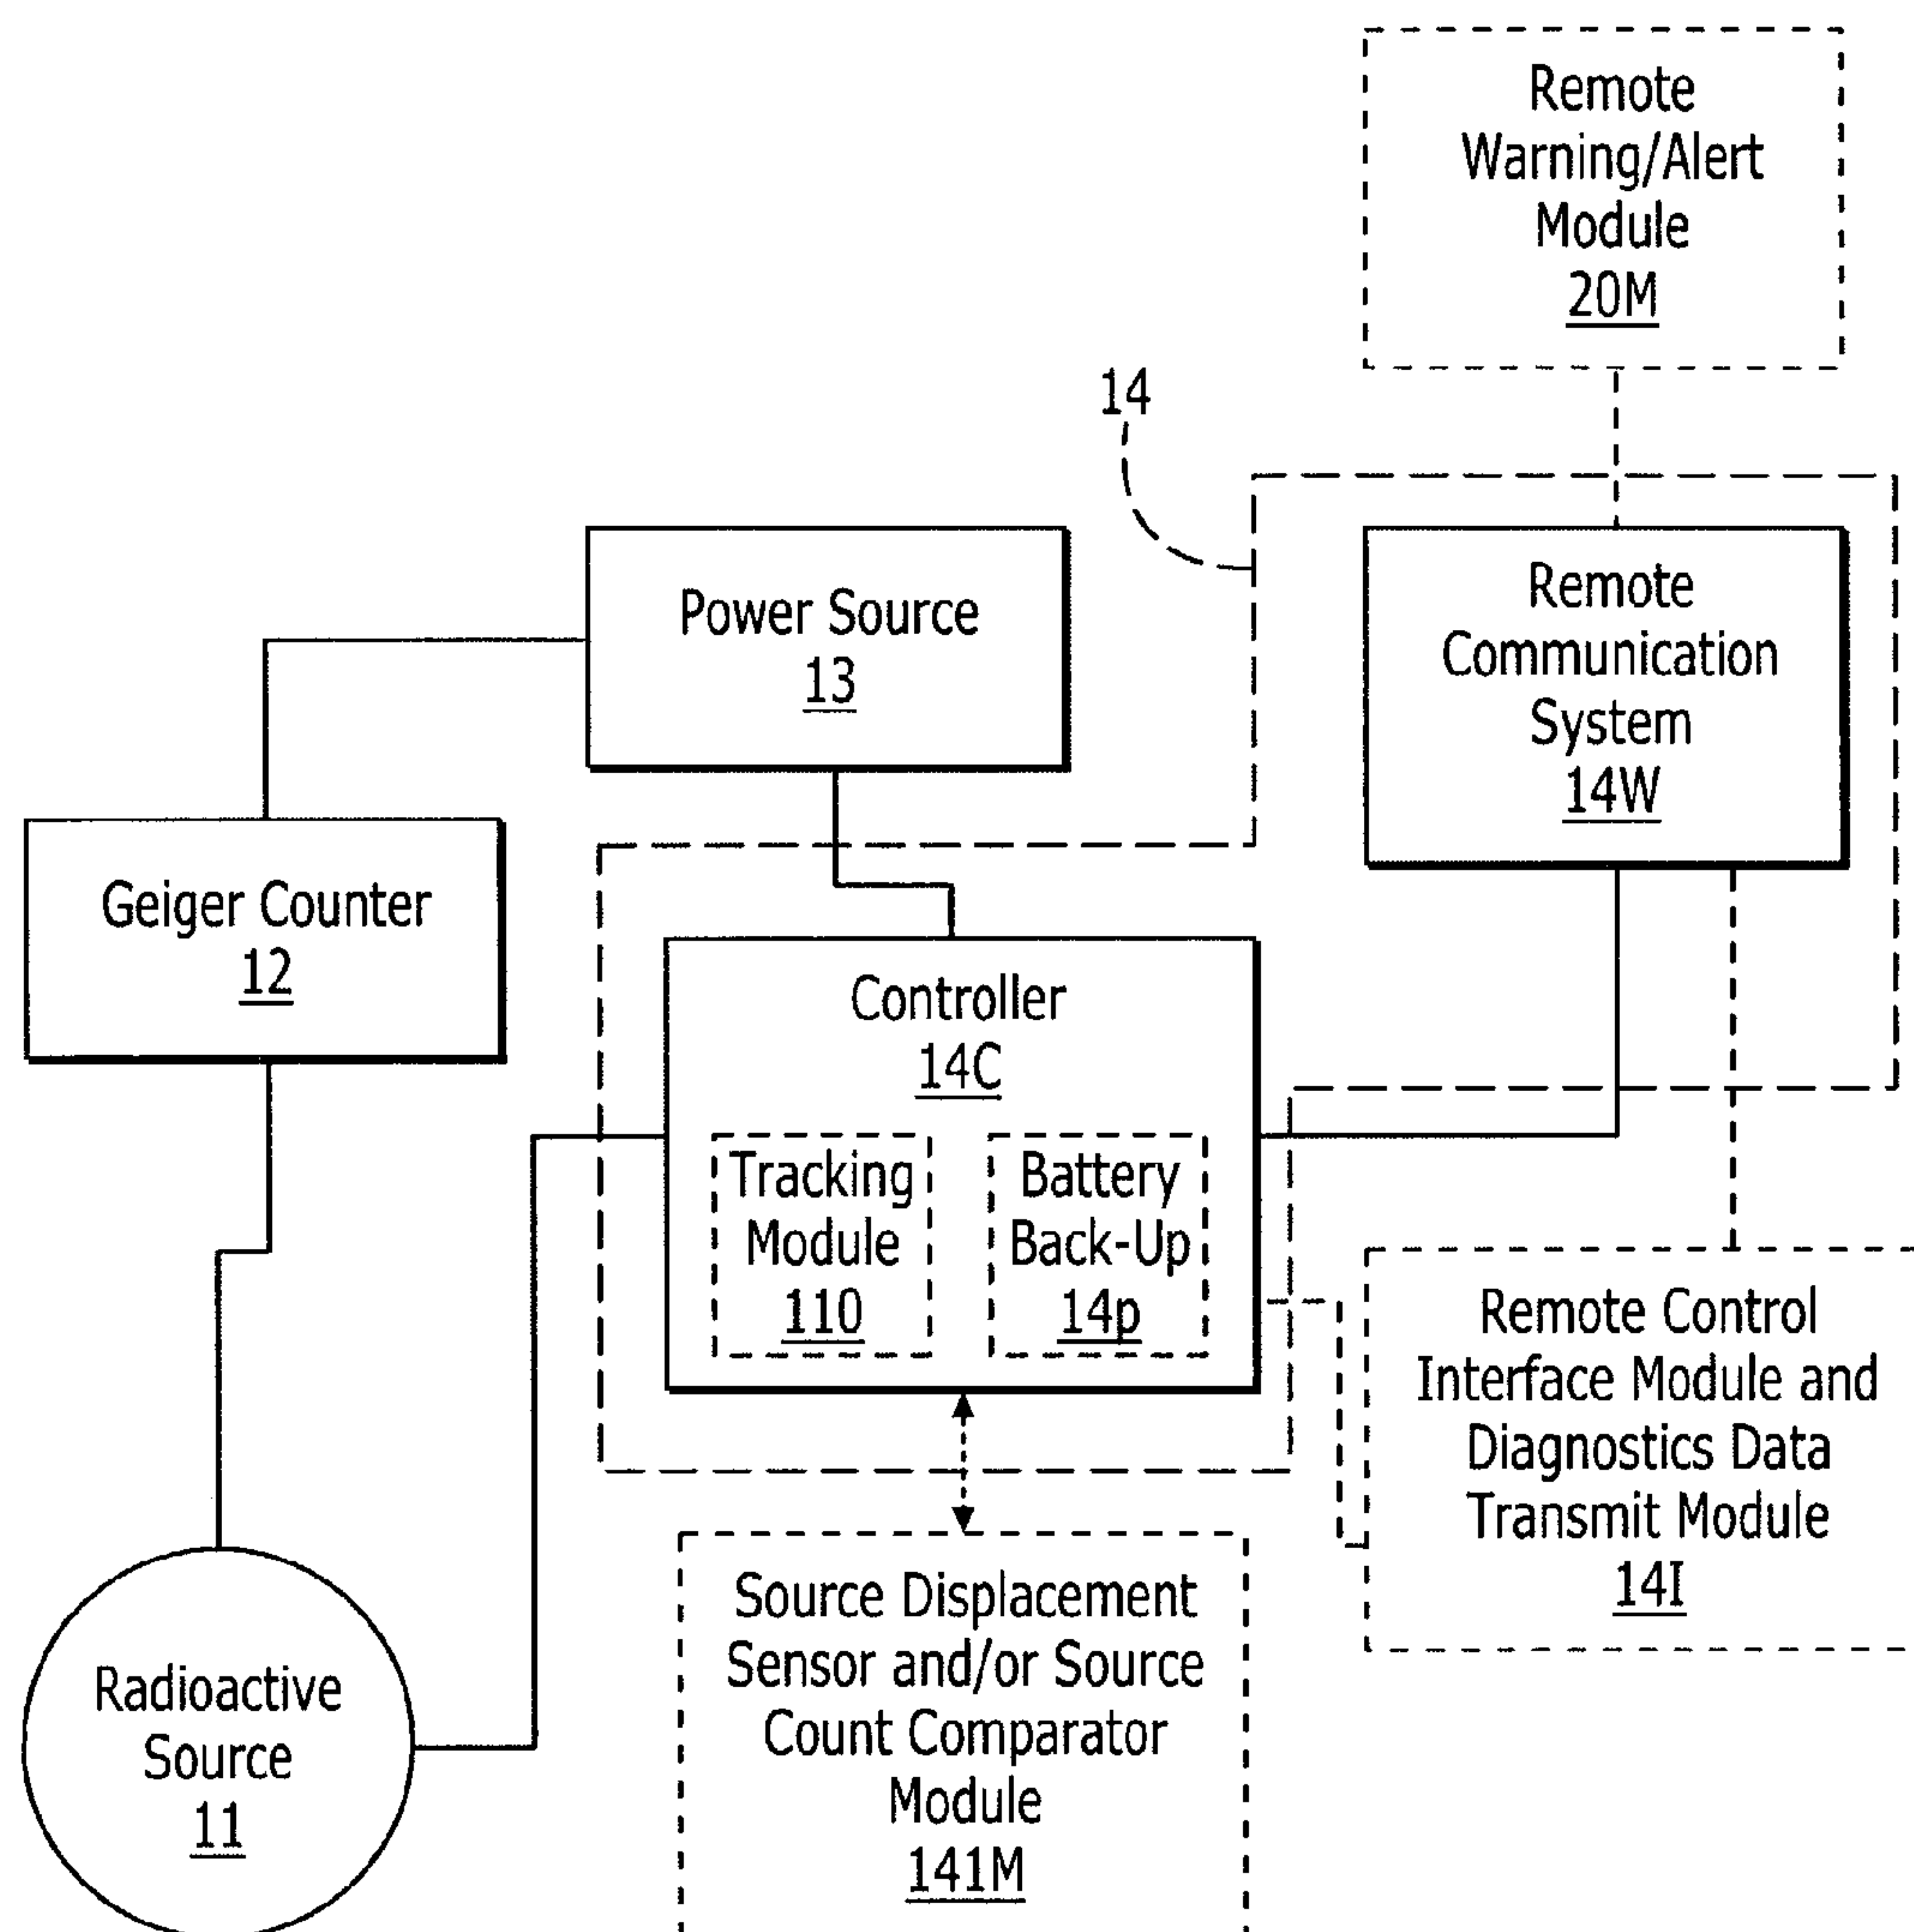 Remote
Warning/Alert
Module
20M
14
Power Source
13
Remote
Communication
System
14W
Geiger Counter
12
Controller
14C
Tracking
Module
110
Battery
Back-Up
14p
Remote Control
Interface Module and
Diagnostics Data
Transmit Module
14I
Source Displacement
Sensor and/or Source
Count Comparator
Module
141M
Radioactive
Source
11